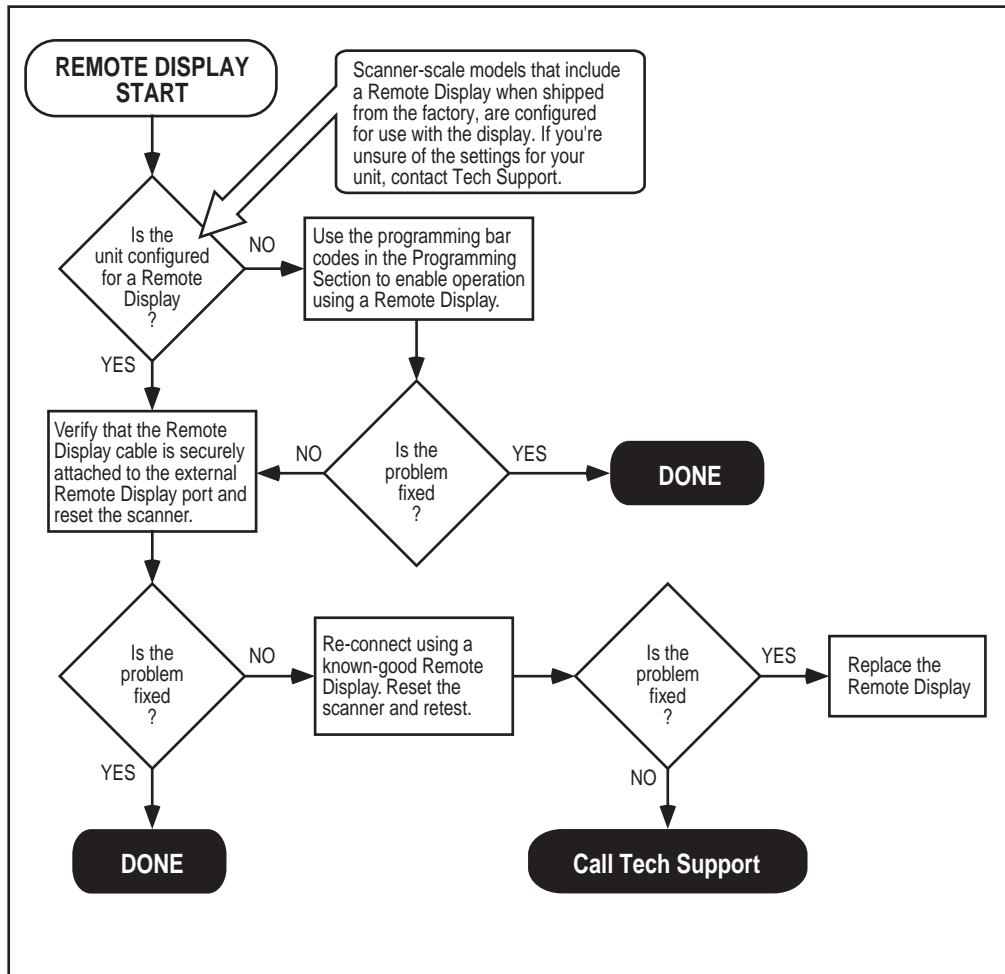 REMOTE DISPLAY
START
Scanner-scale models that include
a Remote Display when shipped
from the factory, are configured
for use with the display. If you're
unsure of the settings for your
unit, contact Tech Support.
Is the
unit configured
for a Remote
Display
?
NO
Use the programming bar
codes in the Programming
Section to enable operation
using a Remote Display.
YES
Verify that the Remote
Display cable is securely
attached to the external
Remote Display port and
reset the scanner.
NO
Is the
problem
fixed
?
YES
DONE
Is the
problem
fixed
?
NO
Re-connect using a
known-good Remote
Display. Reset the
scanner and retest.
Is the
problem
fixed
?
YES
Replace the
Remote Display
YES
NO
DONE
Call Tech Support